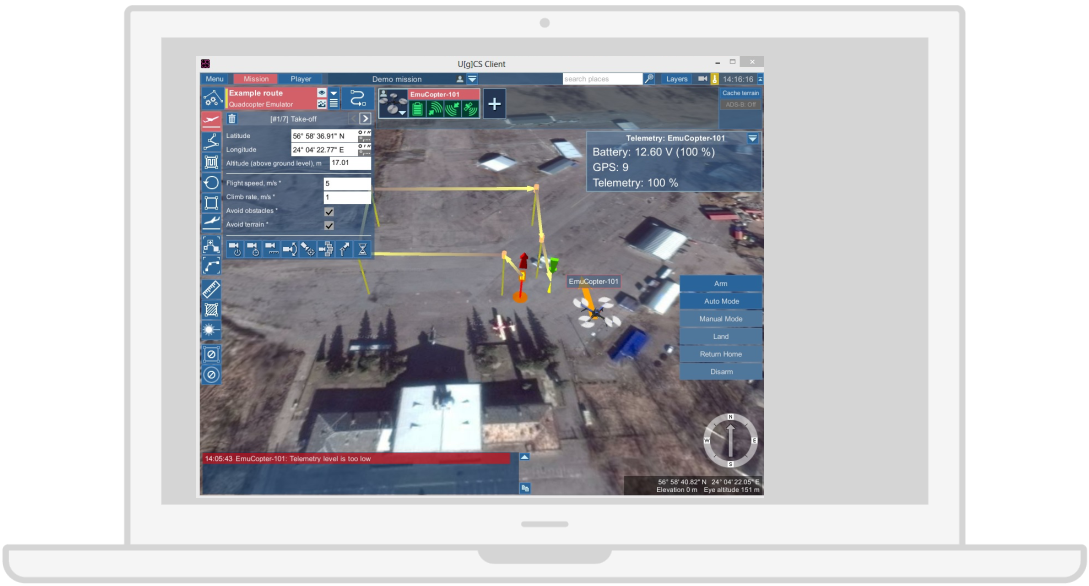 U[g]CS Client
Menu Mission Player Demo mission search places Layers 14:16:16
Example route
Quadcopter Emulator
EmuCopter-101
Cache terrain
ADS-B Off
[#1/7] Take-off
Latitude 56° 58' 36.91" N
Longitude 24° 04' 22.77" E
Altitude (above ground level), m 17.01
Flight speed, m/s * 5
Climb rate, m/s * 1
Avoid obstacles *
Avoid terrain *
Telemetry: EmuCopter-101
Battery: 12.60 V (100 %)
GPS: 9
Telemetry: 100 %
EmuCopter-101
Arm
Auto Mode
Manual Mode
Land
Return Home
Disarm
N
W E
S
14:05:43 EmuCopter-101: Telemetry level is too low
56° 58' 40.82" N 24° 04' 22.05" E
Elevation 0 m Eye altitude 151 m